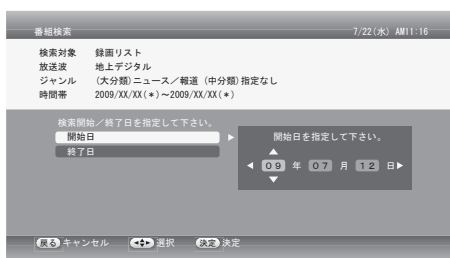 番組検索 7/22(水) AM11:16
検索対象 録画リスト
放送波 地上デジタル
ジャンル (大分類)ニュース／報道 (中分類)指定なし
時間帯 2009/XX/XX(*)～2009/XX/XX(*)
検索開始／終了日を指定して下さい。
開始日
終了日
開始日を指定して下さい。
09 年 07 月 12 日
戻る キャンセル 選択 決定 決定